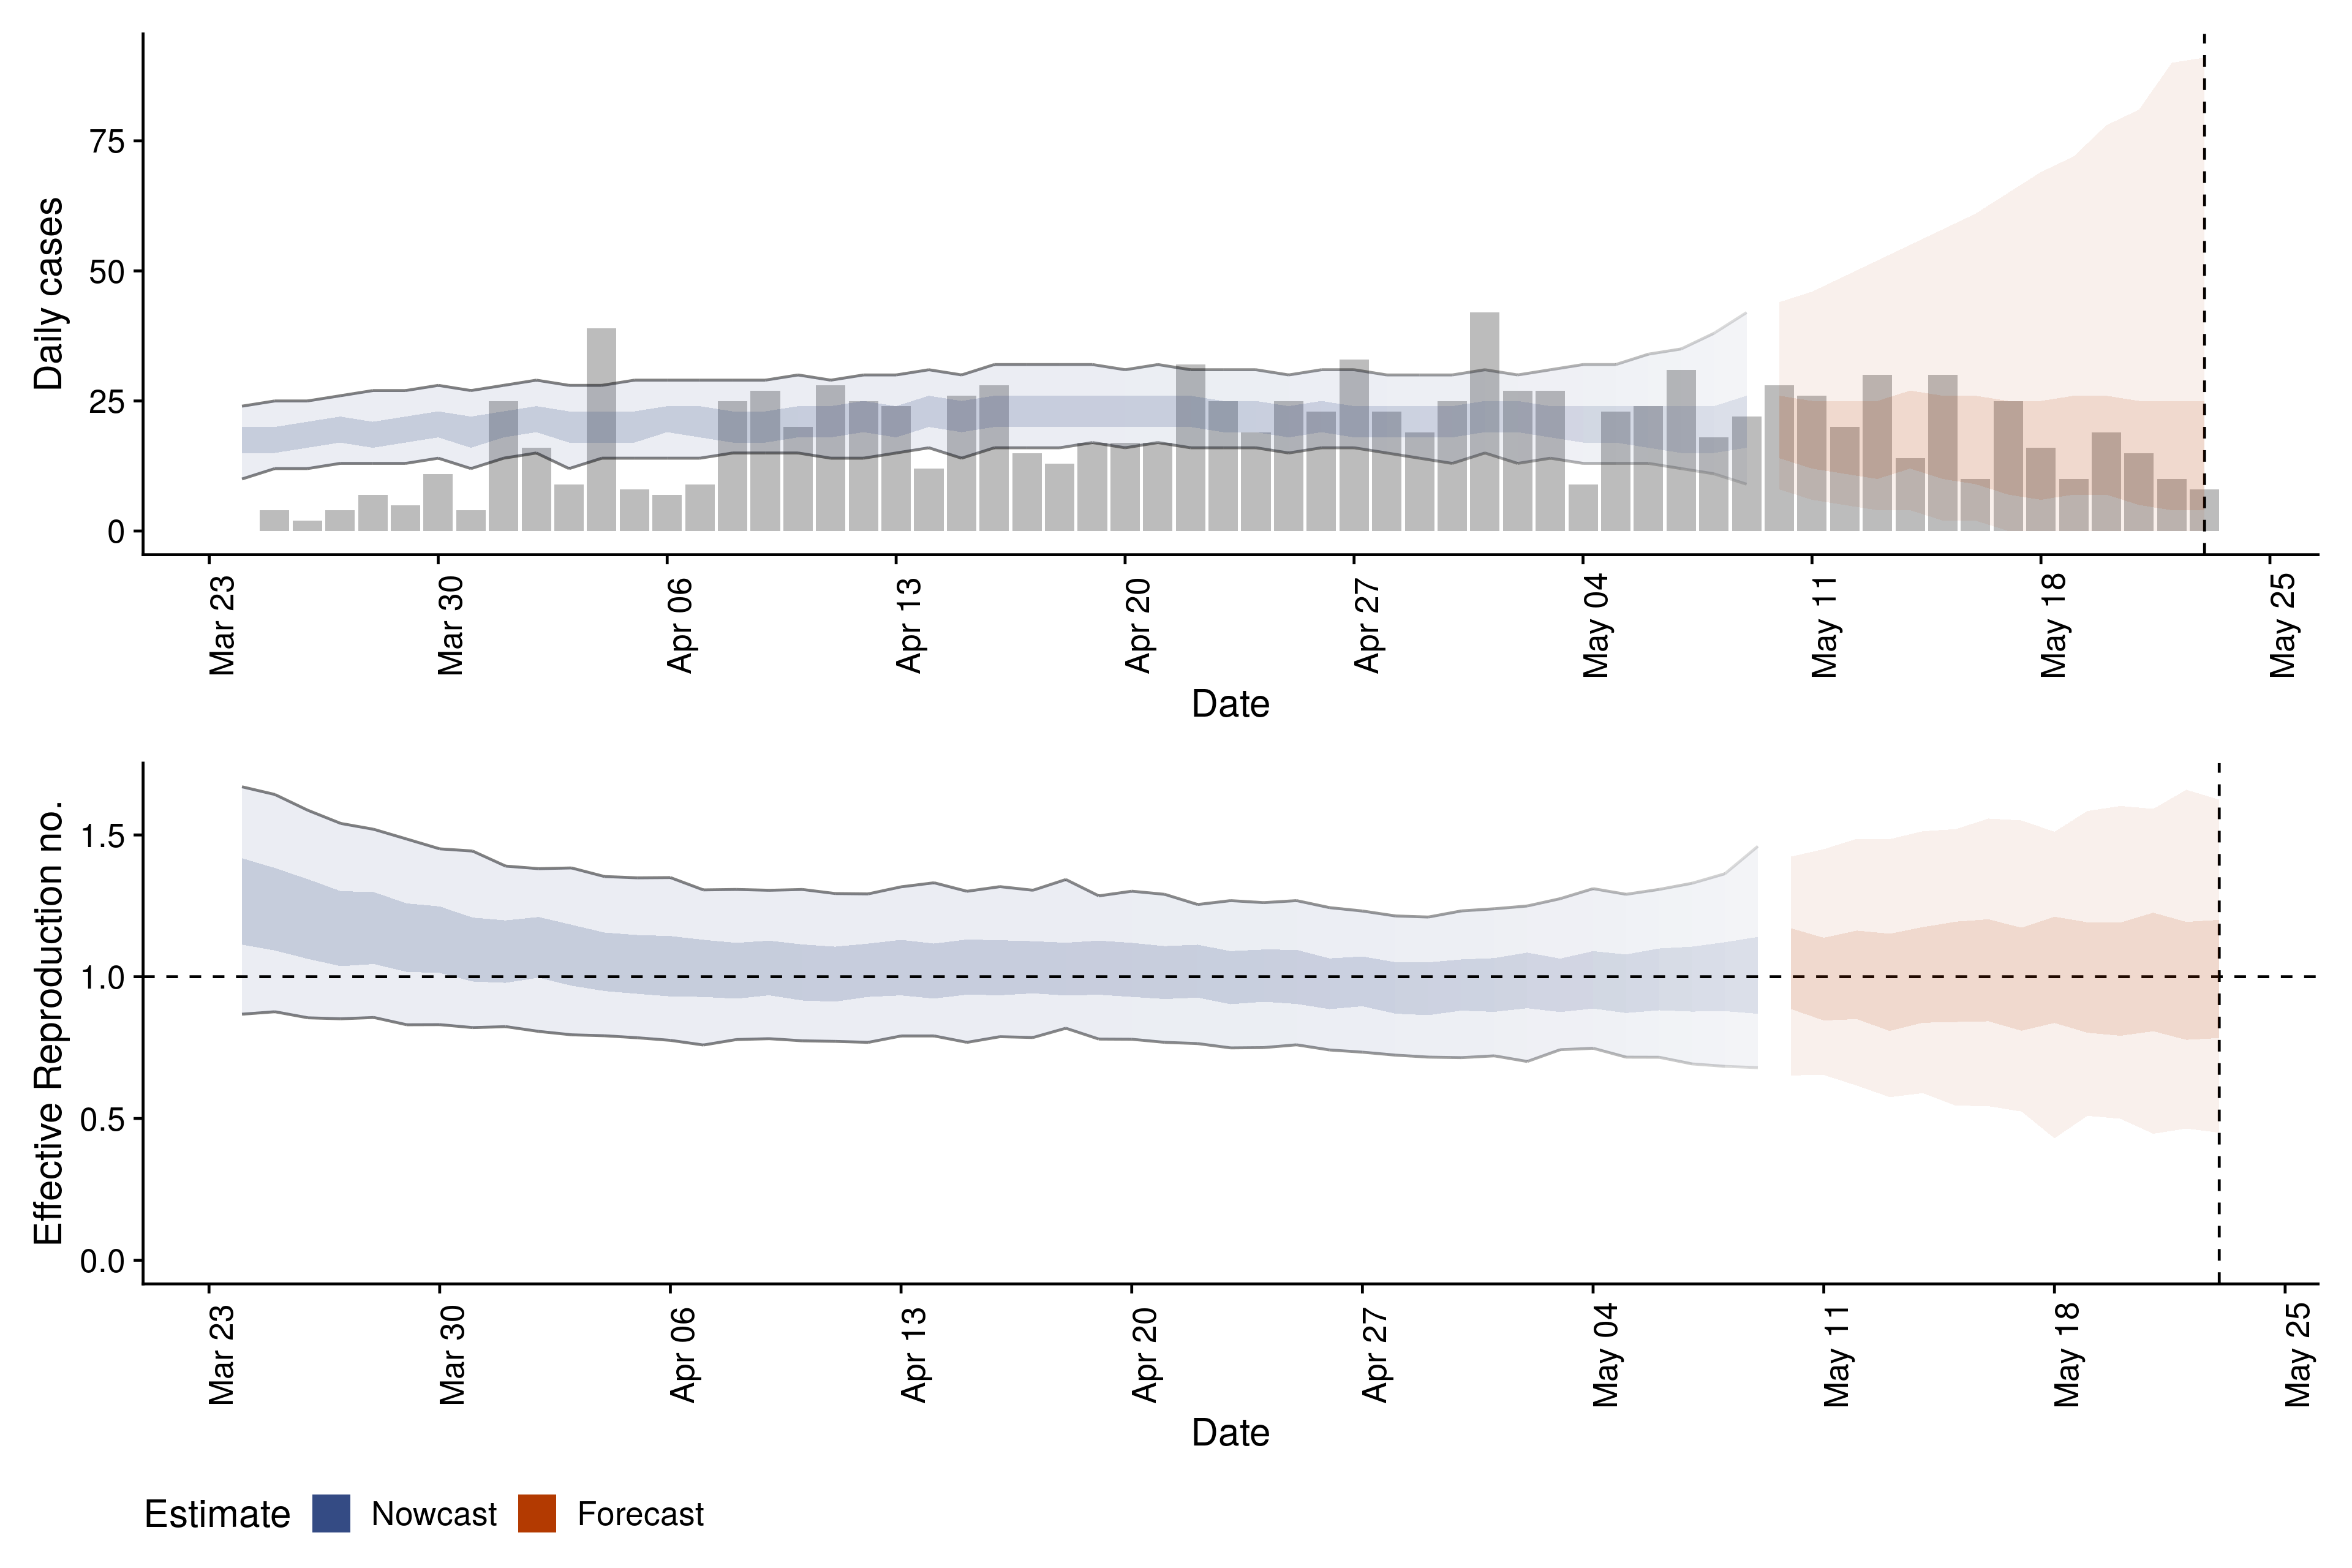 Daily cases
75
50
25
0
Mar 23
Mar 30
Apr 06
Apr 13
Apr 20
Apr 27
May 04
May 11
May 18
May 25
Date
Effective Reproduction no.
1.5
1.0
0.5
0.0
Mar 23
Mar 30
Apr 06
Apr 13
Apr 20
Apr 27
May 04
May 11
May 18
May 25
Date
Estimate Nowcast Forecast